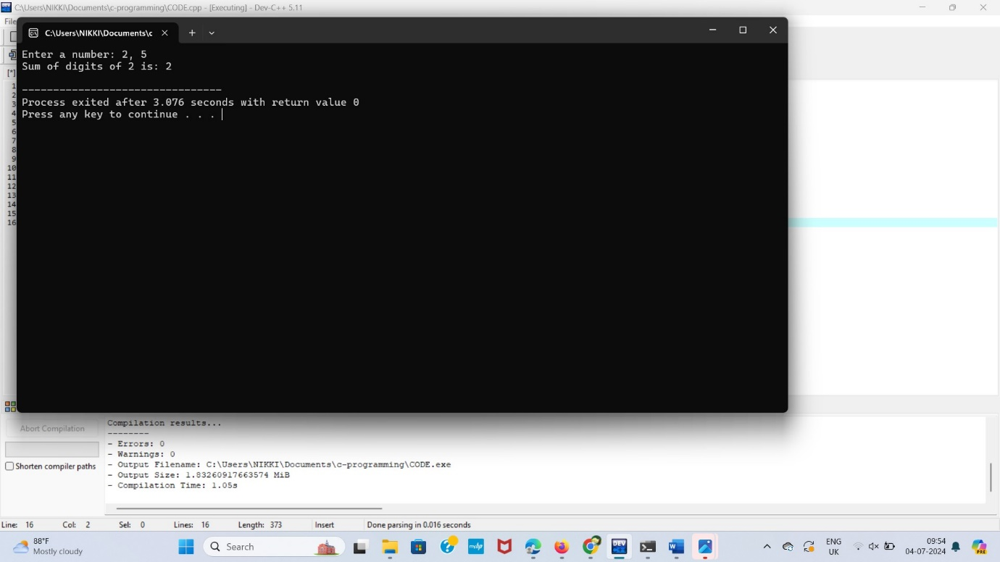 C:\Users\NIKKI\Documents\c-programming\CODE.cpp - [Executing] - Dev-C++ 5.11
File
C:\Users\NIKKI\Documents\c
Enter a number: 2, 5
Sum of digits of 2 is: 2
--------------------------------
Process exited after 3.076 seconds with return value 0
Press any key to continue . . .
[*]
1
2
3
4
5
6
7
8
9
10
11
12
13
14
15
16
Abort Compilation
Shorten compiler paths
Compilation results...
--------
- Errors: 0
- Warnings: 0
- Output Filename: C:\Users\NIKKI\Documents\c-programming\CODE.exe
- Output Size: 1.83260917663574 MiB
- Compilation Time: 1.05s
Line: 16 Col: 2 Sel: 0 Lines: 16 Length: 373 Insert Done parsing in 0.016 seconds
88°F
Mostly cloudy
Search
myhp
DEV
ENG
UK
09:54
04-07-2024
PRE